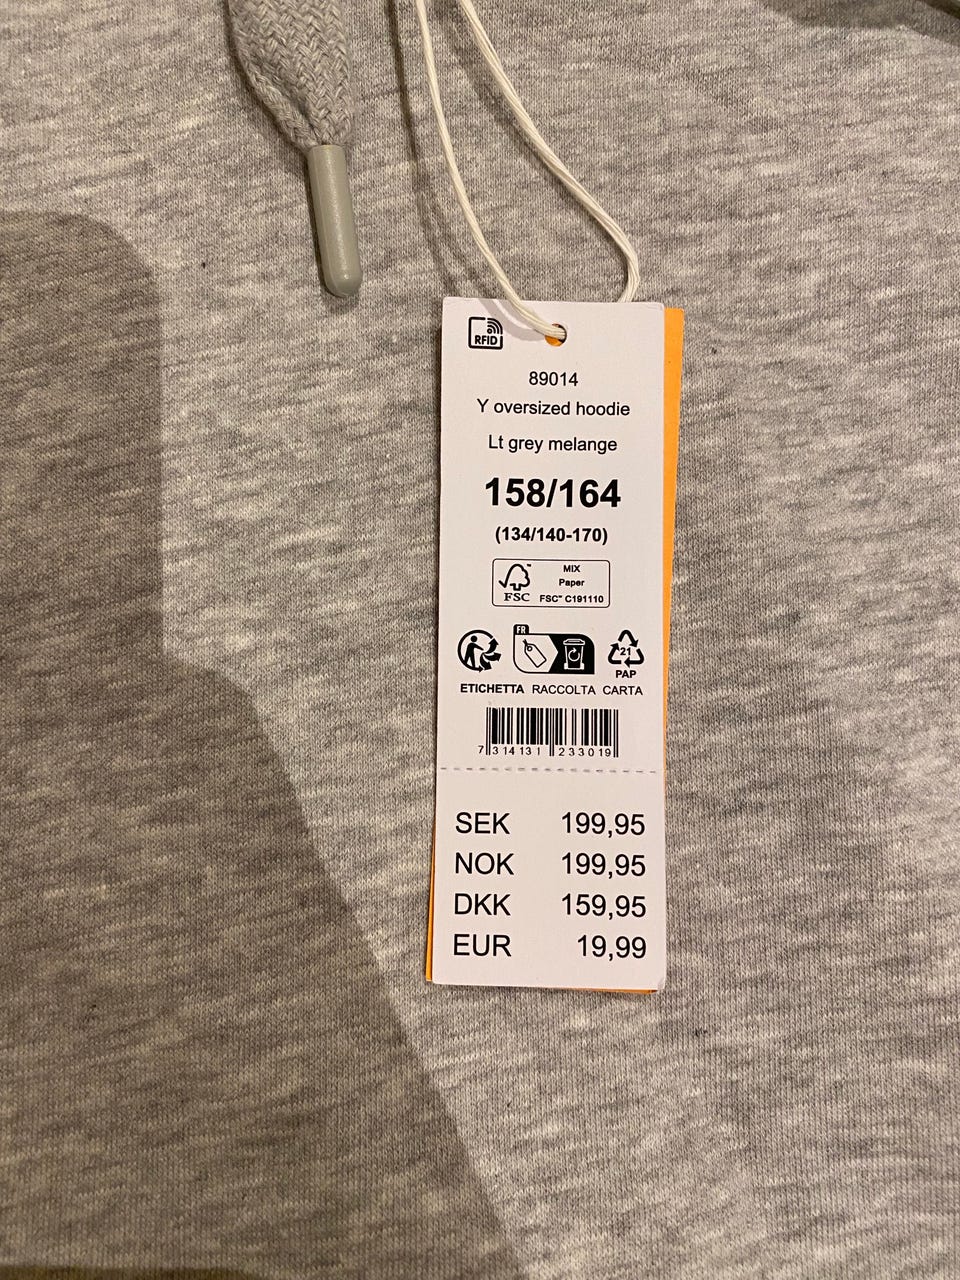 RFID
89014
Y oversized hoodie
Lt grey melange
158/164
(134/140-170)
FSC™
MIX
Paper
FSC™ C191110
FR
21
PAP
ETICHETTA RACCOLTA CARTA
7 314131 233019
SEK 199,95
NOK 199,95
DKK 159,95
EUR 19,99